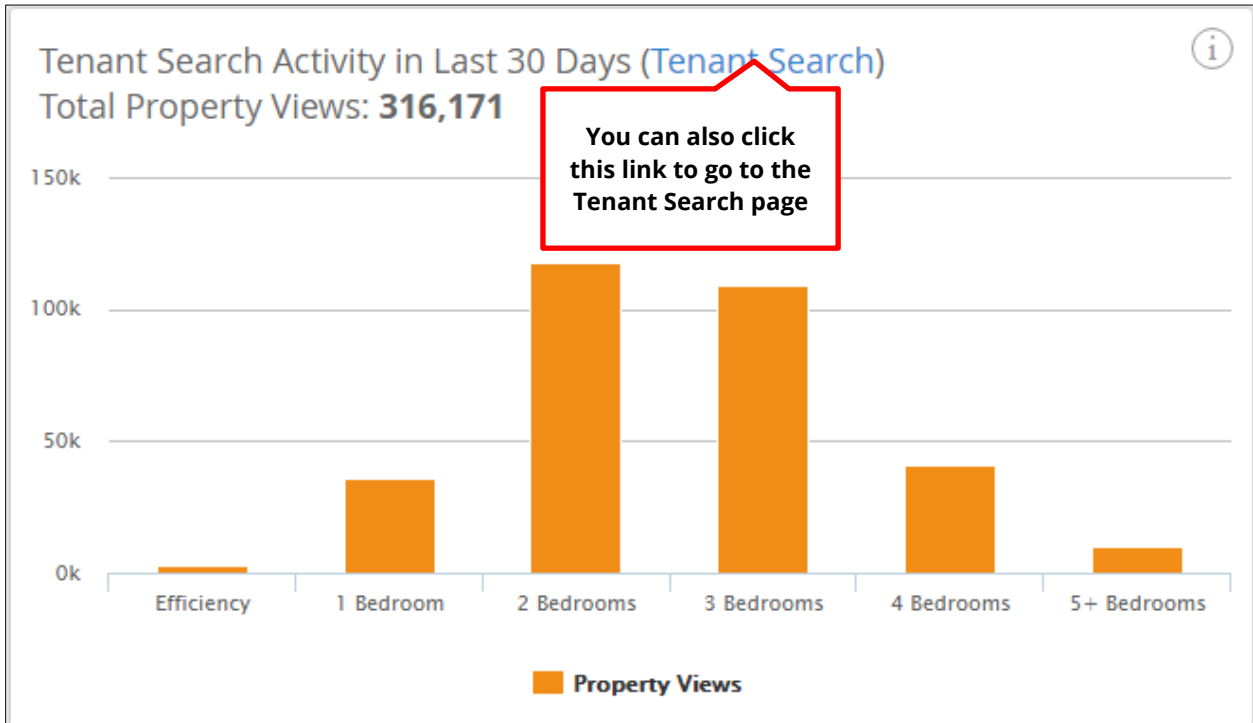 Tenant Search Activity in Last 30 Days (Tenant Search)
Total Property Views: 316,171
You can also click
this link to go to the
Tenant Search page
150k
100k
50k
0k
Efficiency
1 Bedroom
2 Bedrooms
3 Bedrooms
4 Bedrooms
5+ Bedrooms
Property Views